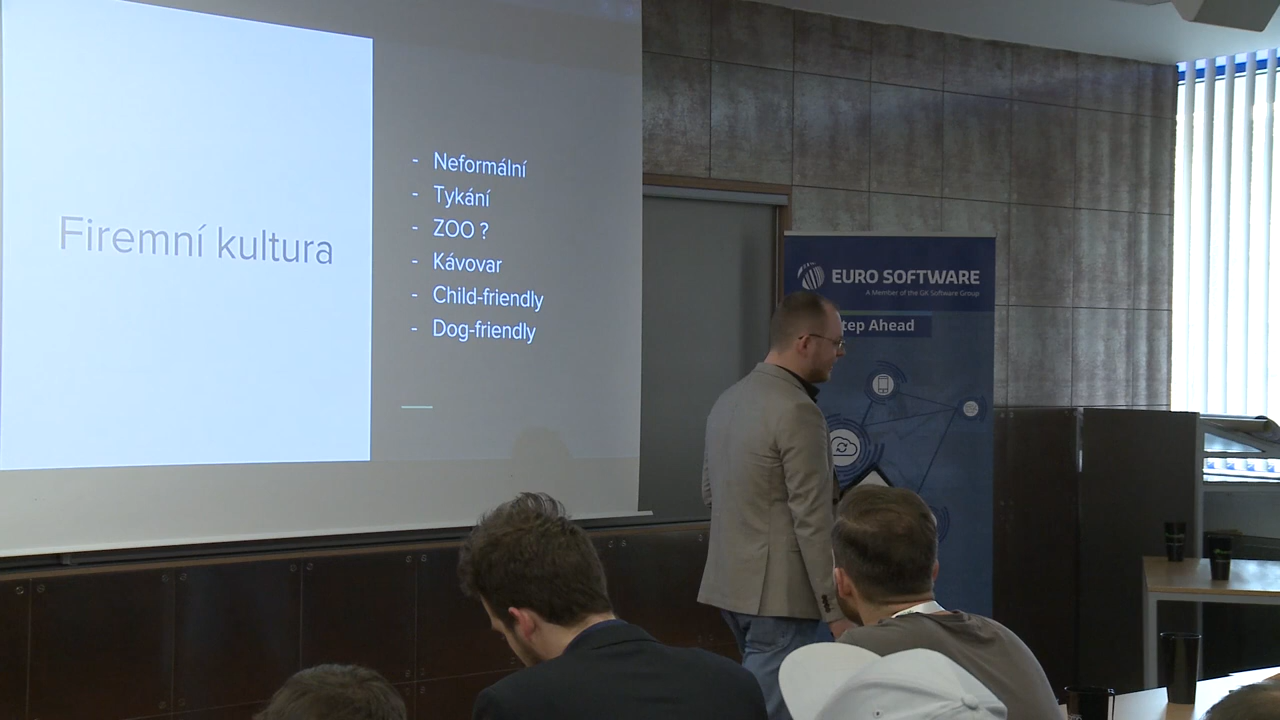 Firemní kultura
- Neformální
- Tykání
- ZOO ?
- Kávovar
- Child-friendly
- Dog-friendly
EURO SOFTWARE
A Member of the GK Software Group
tep Ahead